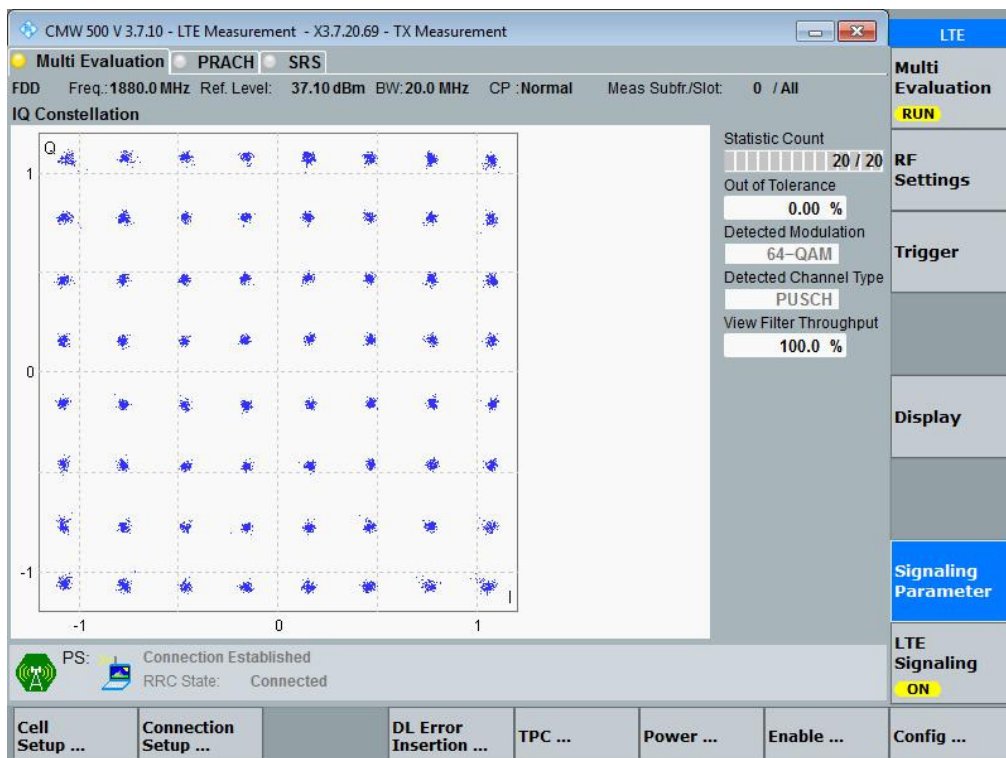 CMW 500 V 3.7.10 - LTE Measurement - X3.7.20.69 - TX Measurement
LTE
Multi Evaluation PRACH SRS
FDD Freq.:1880.0 MHz Ref. Level: 37.10 dBm BW:20.0 MHz CP :Normal Meas Subfr./Slot: 0 / All
IQ Constellation
Q
1
0
-1
-1 0 1
I
Statistic Count
20 / 20
Out of Tolerance
0.00 %
Detected Modulation
64-QAM
Detected Channel Type
PUSCH
View Filter Throughput
100.0 %
Multi
Evaluation
RUN
RF
Settings
Trigger
Display
Signaling
Parameter
LTE
Signaling
ON
PS: Connection Established
RRC State: Connected
Cell
Setup ...
Connection
Setup ...
DL Error
Insertion ...
TPC ...
Power ...
Enable ...
Config ...